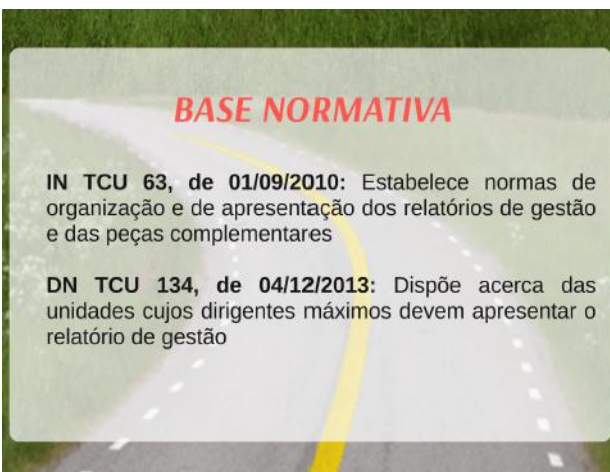 BASE NORMATIVA
IN TCU 63, de 01/09/2010: Estabelece normas de
organização e de apresentação dos relatórios de gestão
e das peças complementares
DN TCU 134, de 04/12/2013: Dispõe acerca das
unidades cujos dirigentes máximos devem apresentar o
relatório de gestão